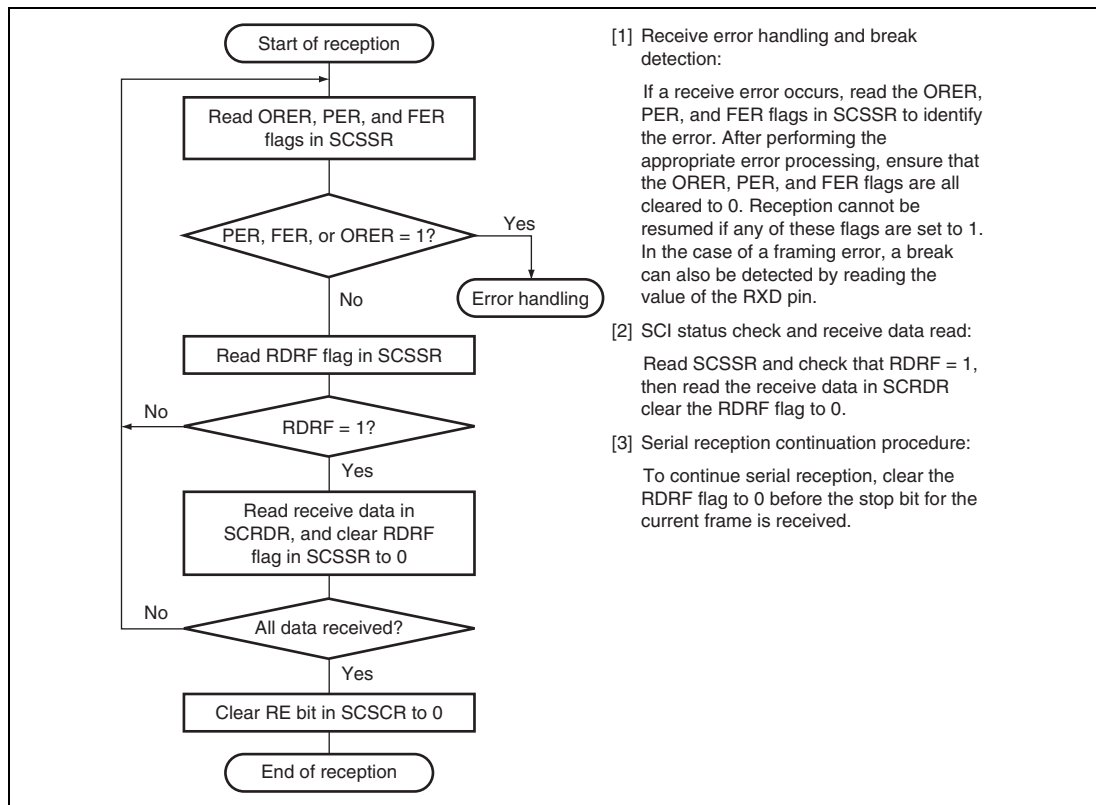 Start of reception
Read ORER, PER, and FER
flags in SCSSR
PER, FER, or ORER = 1?
Yes
Error handling
No
Read RDRF flag in SCSSR
No
RDRF = 1?
Yes
Read receive data in
SCRDR, and clear RDRF
flag in SCSSR to 0
No
All data received?
Yes
Clear RE bit in SCSCR to 0
End of reception
[1] Receive error handling and break
detection:
If a receive error occurs, read the ORER,
PER, and FER flags in SCSSR to identify
the error. After performing the
appropriate error processing, ensure that
the ORER, PER, and FER flags are all
cleared to 0. Reception cannot be
resumed if any of these flags are set to 1.
In the case of a framing error, a break
can also be detected by reading the
value of the RXD pin.
[2] SCI status check and receive data read:
Read SCSSR and check that RDRF = 1,
then read the receive data in SCRDR
clear the RDRF flag to 0.
[3] Serial reception continuation procedure:
To continue serial reception, clear the
RDRF flag to 0 before the stop bit for the
current frame is received.